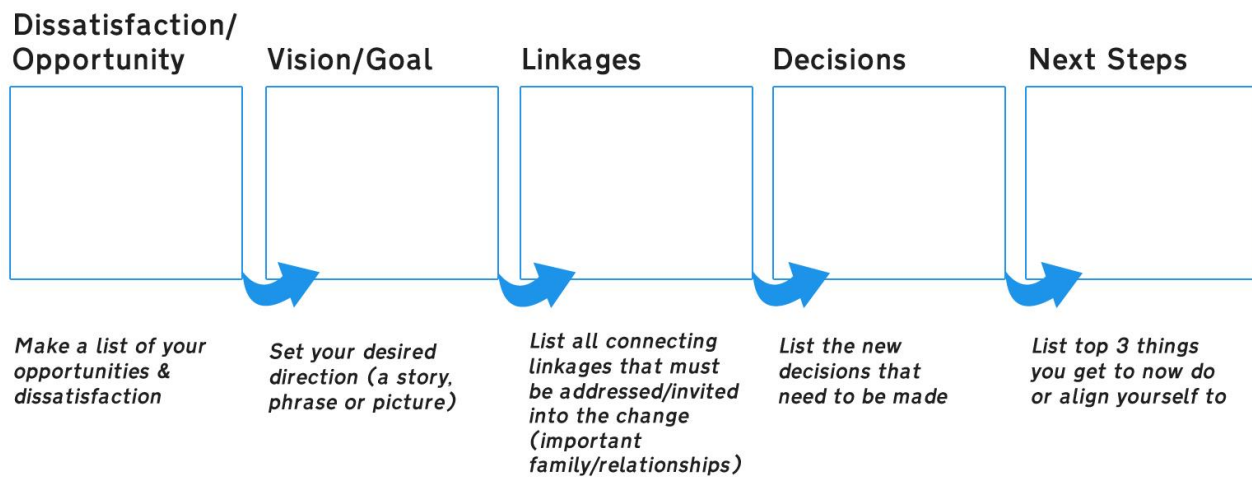 Dissatisfaction/
Opportunity
Vision/Goal
Linkages
Decisions
Next Steps
Make a list of your
opportunities &
dissatisfaction
Set your desired
direction (a story,
phrase or picture)
List all connecting
linkages that must
be addressed/invited
into the change
(important
family/relationships)
List the new
decisions that
need to be made
List top 3 things
you get to now do
or align yourself to